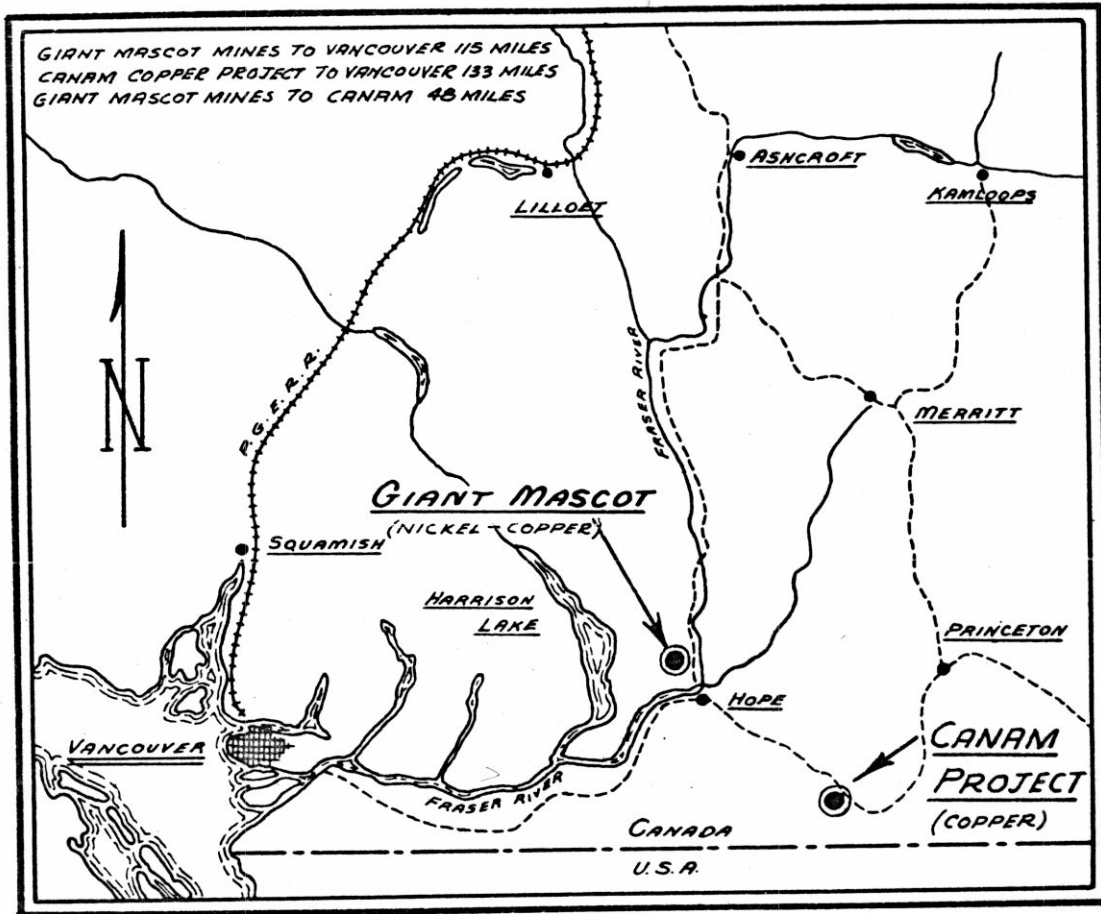 GIANT MASCOT MINES TO VANCOUVER 115 MILES
CANAM COPPER PROJECT TO VANCOUVER 133 MILES
GIANT MASCOT MINES TO CANAM 48 MILES
ASHCROFT
KAMLOOPS
LILLOET
P.G.E.R.R.
N
FRASER RIVER
MERRITT
GIANT MASCOT
(NICKEL-COPPER)
SQUAMISH
HARRISON
LAKE
PRINCETON
HOPE
VANCOUVER
CANAM
PROJECT
(COPPER)
FRASER RIVER
CANADA
U.S.A.